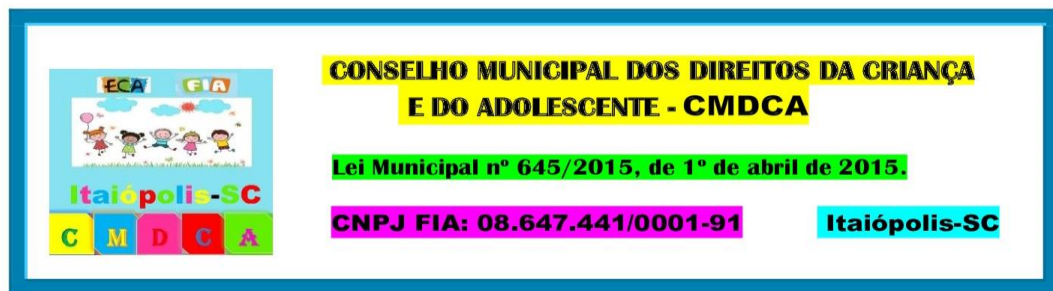 ECA FIA
Itaiópolis-SC
C M D C A
CONSELHO MUNICIPAL DOS DIREITOS DA CRIANÇA
E DO ADOLESCENTE - CMDCA
Lei Municipal nº 645/2015, de 1º de abril de 2015.
CNPJ FIA: 08.647.441/0001-91 Itaiópolis-SC